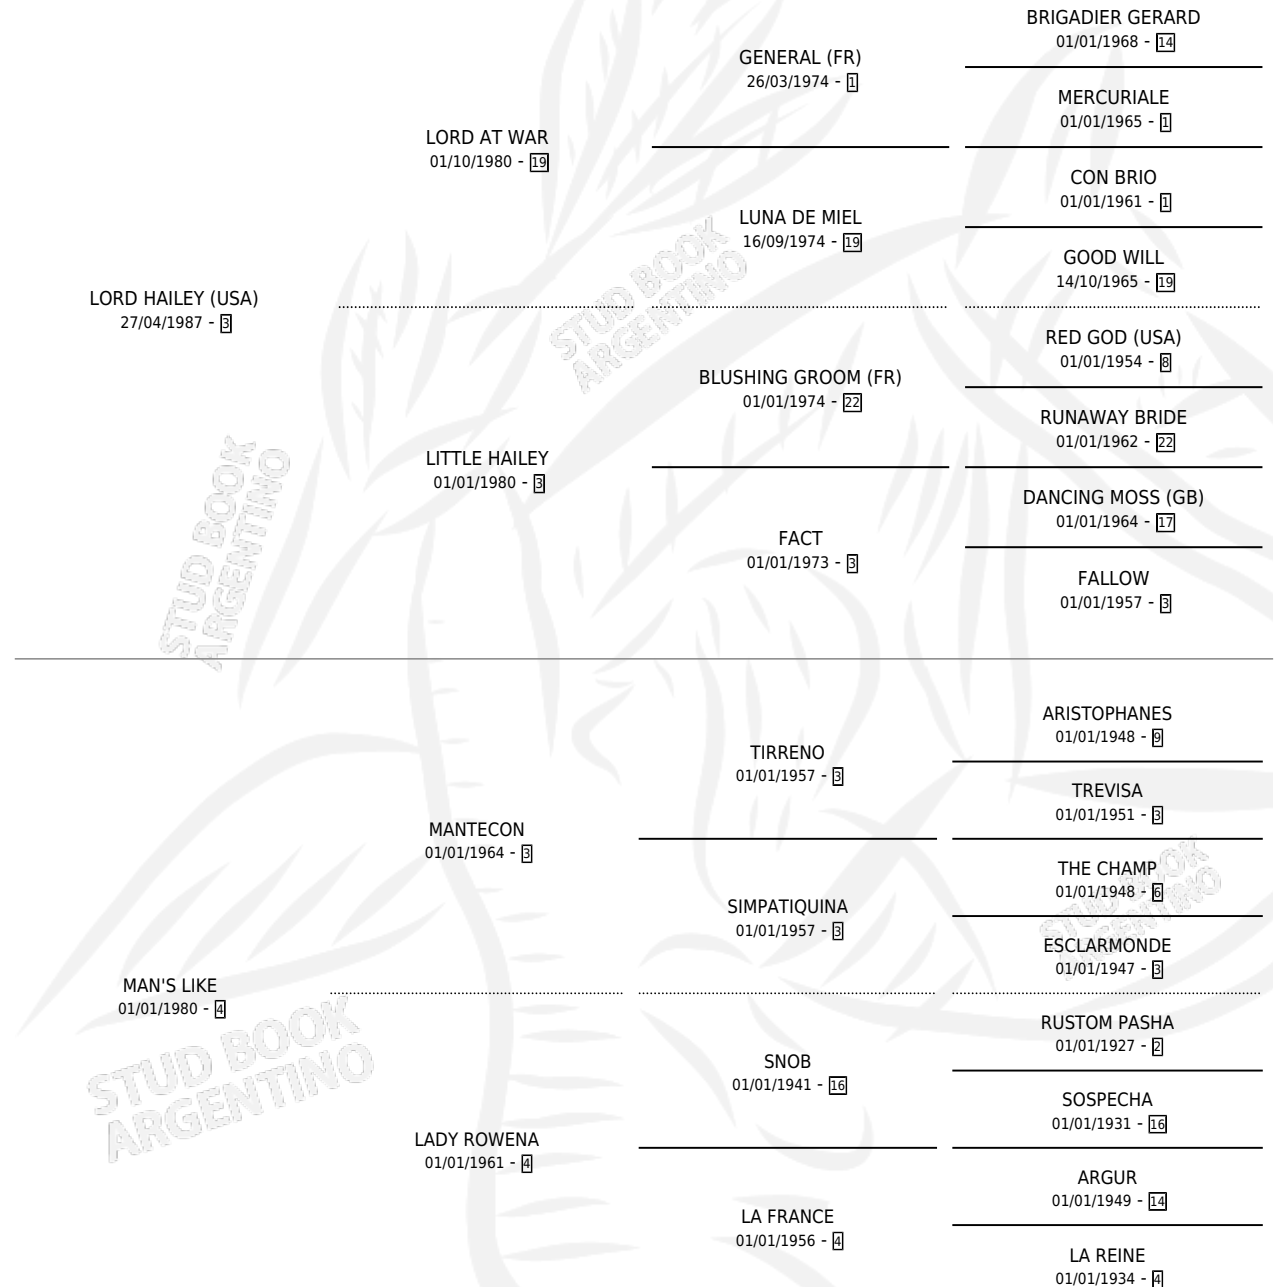 BRIGADIER GERARD
01/01/1968 - 14
GENERAL (FR)
26/03/1974 - 1
MERCURIALE
01/01/1965 - 1
LORD AT WAR
01/10/1980 - 19
CON BRIO
01/01/1961 - 1
LUNA DE MIEL
16/09/1974 - 19
GOOD WILL
14/10/1965 - 19
LORD HAILEY (USA)
27/04/1987 - 3
RED GOD (USA)
01/01/1954 - 8
BLUSHING GROOM (FR)
01/01/1974 - 22
RUNAWAY BRIDE
01/01/1962 - 22
LITTLE HAILEY
01/01/1980 - 3
DANCING MOSS (GB)
01/01/1964 - 17
FACT
01/01/1973 - 3
FALLOW
01/01/1957 - 3
ARISTOPHANES
01/01/1948 - 9
TIRRENO
01/01/1957 - 3
TREVISA
01/01/1951 - 3
MANTECON
01/01/1964 - 3
THE CHAMP
01/01/1948 - 6
SIMPATIQUINA
01/01/1957 - 3
ESCLARMONDE
01/01/1947 - 3
MAN'S LIKE
01/01/1980 - 4
RUSTOM PASHA
01/01/1927 - 2
SNOB
01/01/1941 - 16
SOSPECHA
01/01/1931 - 16
LADY ROWENA
01/01/1961 - 4
ARGUR
01/01/1949 - 14
LA FRANCE
01/01/1956 - 4
LA REINE
01/01/1934 - 4
STUD BOOK
ARGENTINO
STUD BOOK
ARGENTINO
STUD BOOK
ARGENTINO
STUD BOOK
ARGENTINO